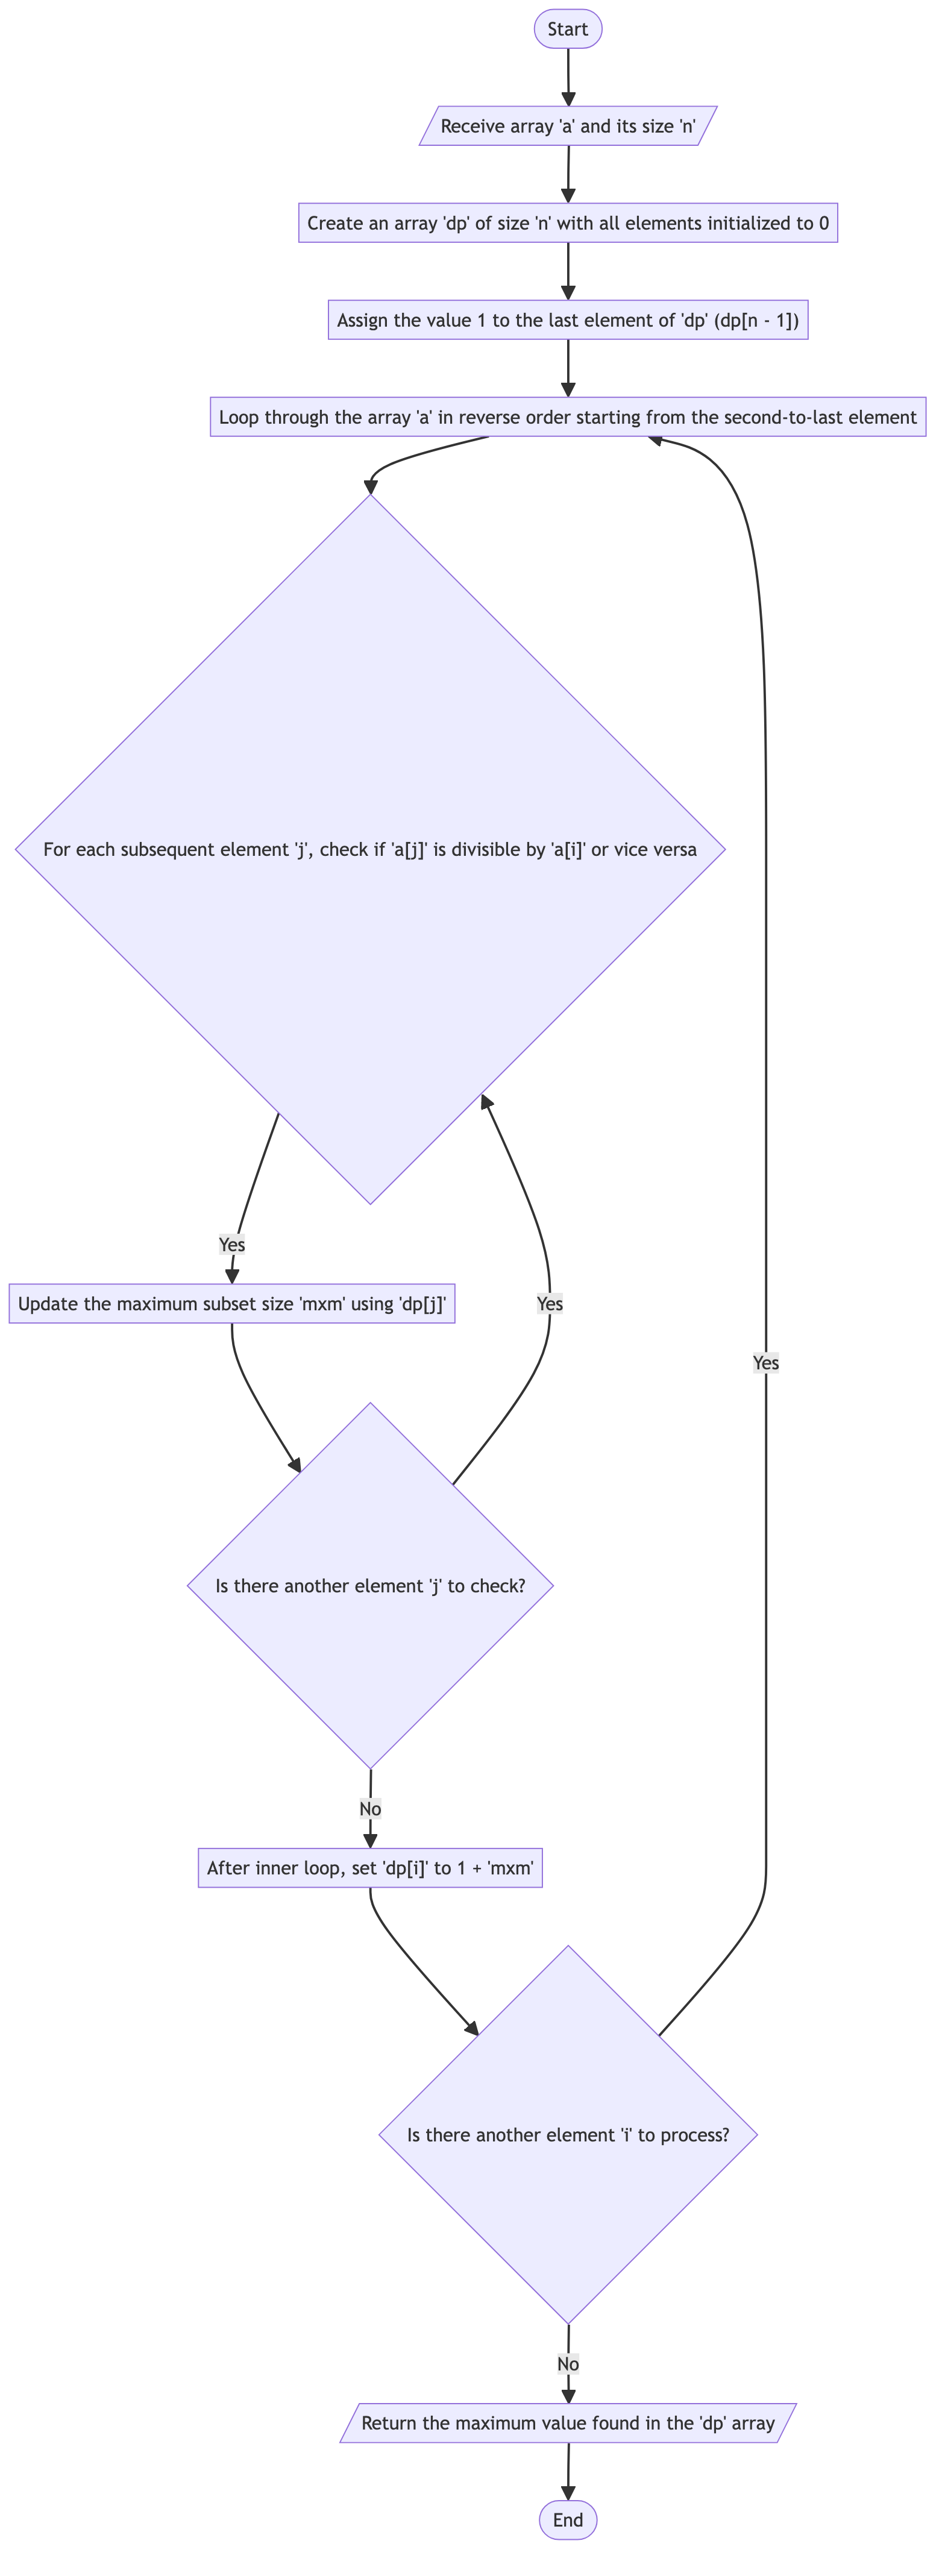 Start
Receive array 'a' and its size 'n'
Create an array 'dp' of size 'n' with all elements initialized to 0
Assign the value 1 to the last element of 'dp' (dp[n - 1])
Loop through the array 'a' in reverse order starting from the second-to-last element
For each subsequent element 'j', check if 'a[j]' is divisible by 'a[i]' or vice versa
Yes
Update the maximum subset size 'mxm' using 'dp[j]'
Yes
Yes
Is there another element 'j' to check?
No
After inner loop, set 'dp[i]' to 1 + 'mxm'
Is there another element 'i' to process?
No
Return the maximum value found in the 'dp' array
End